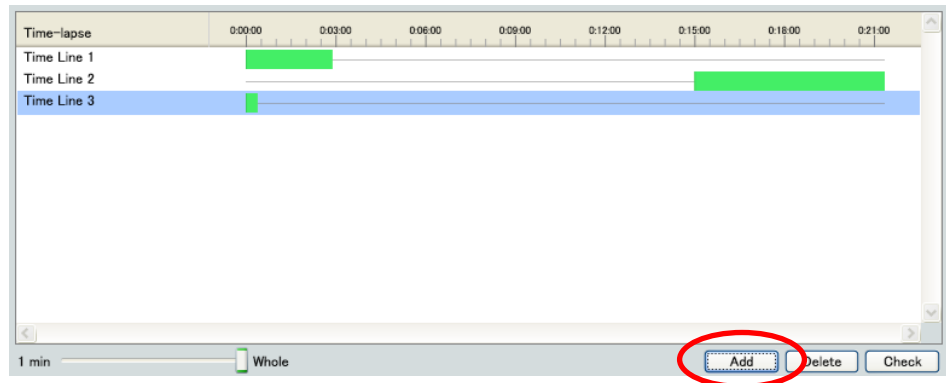 Time-lapse 0:00:00 0:03:00 0:06:00 0:09:00 0:12:00 0:15:00 0:18:00 0:21:00
Time Line 1
Time Line 2
Time Line 3
1 min Whole Add Delete Check